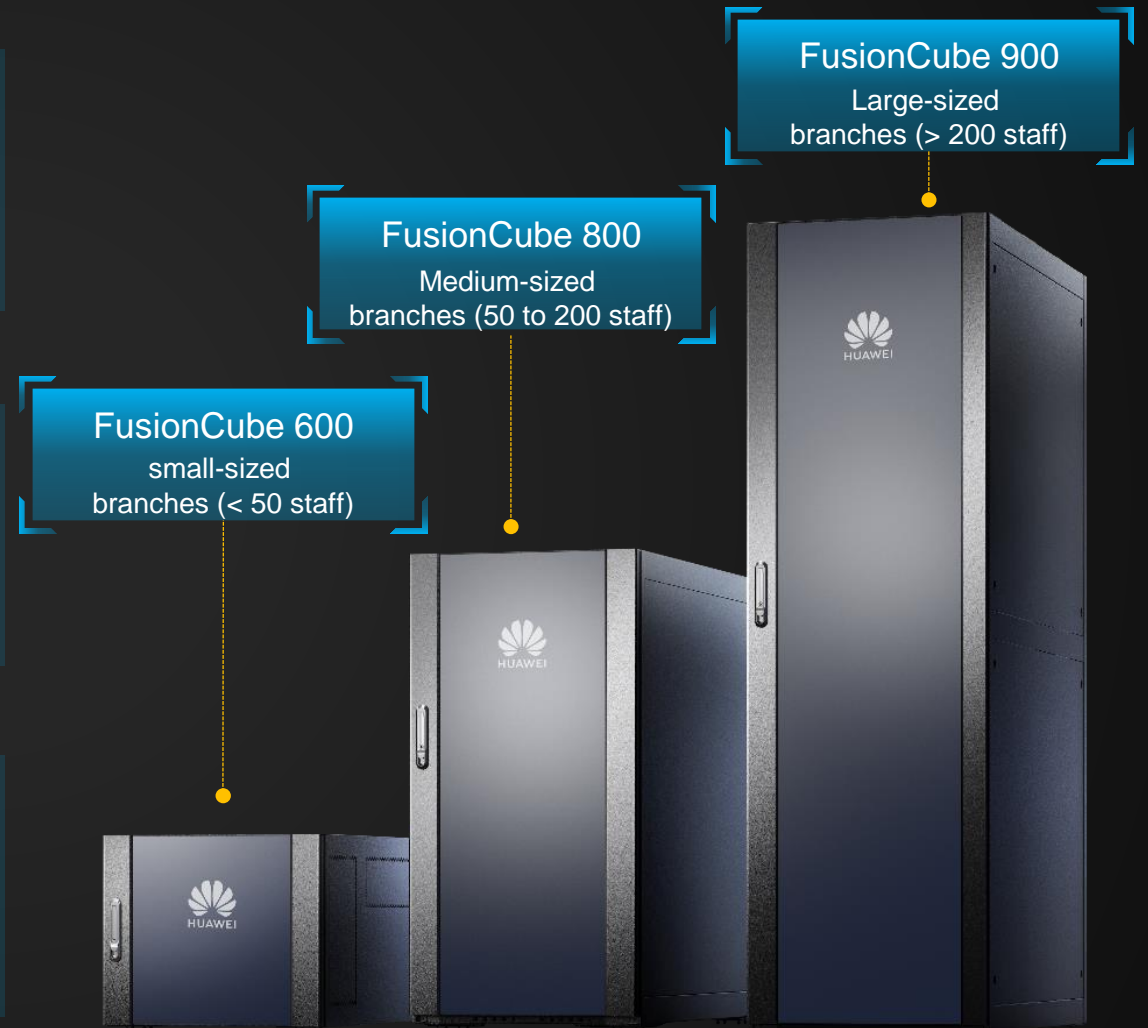 FusionCube 900
Large-sized
branches (> 200 staff)
FusionCube 800
Medium-sized
branches (50 to 200 staff)
FusionCube 600
small-sized
branches (< 50 staff)
HUAWEI
HUAWEI
HUAWEI